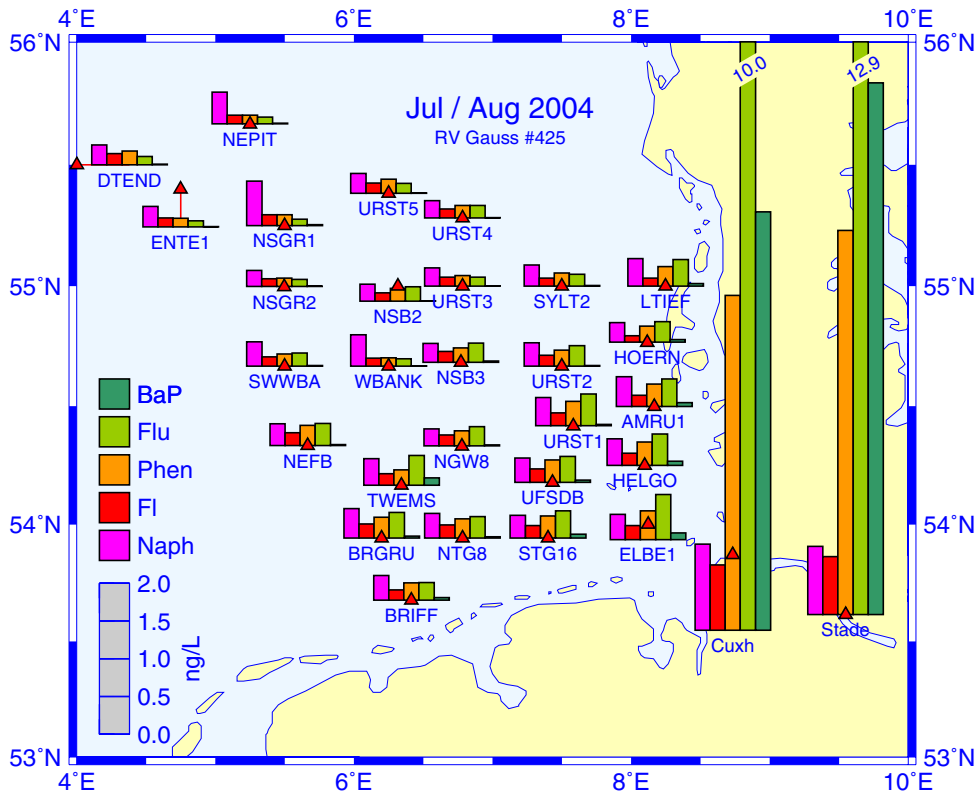 4˚E 6˚E 8˚E 10˚E
56˚N 56˚N
10.0 12.9
Jul / Aug 2004
RV Gauss #425
NEPIT
DTEND
URST5
ENTE1 NSGR1 URST4
55˚N 55˚N
NSGR2 NSB2 URST3 SYLT2 LTIEF
HOERN
SWWBA WBANK NSB3 URST2
BaP
AMRU1
Flu
URST1
NEFB NGW8
Phen
HELGO
TWEMS UFSDB
Fl
54˚N 54˚N
Naph
BRGRU NTG8 STG16 ELBE1
2.0
1.5
BRIFF
Stade
Cuxh
1.0
ng/L
0.5
0.0
53˚N 53˚N
4˚E 6˚E 8˚E 10˚E